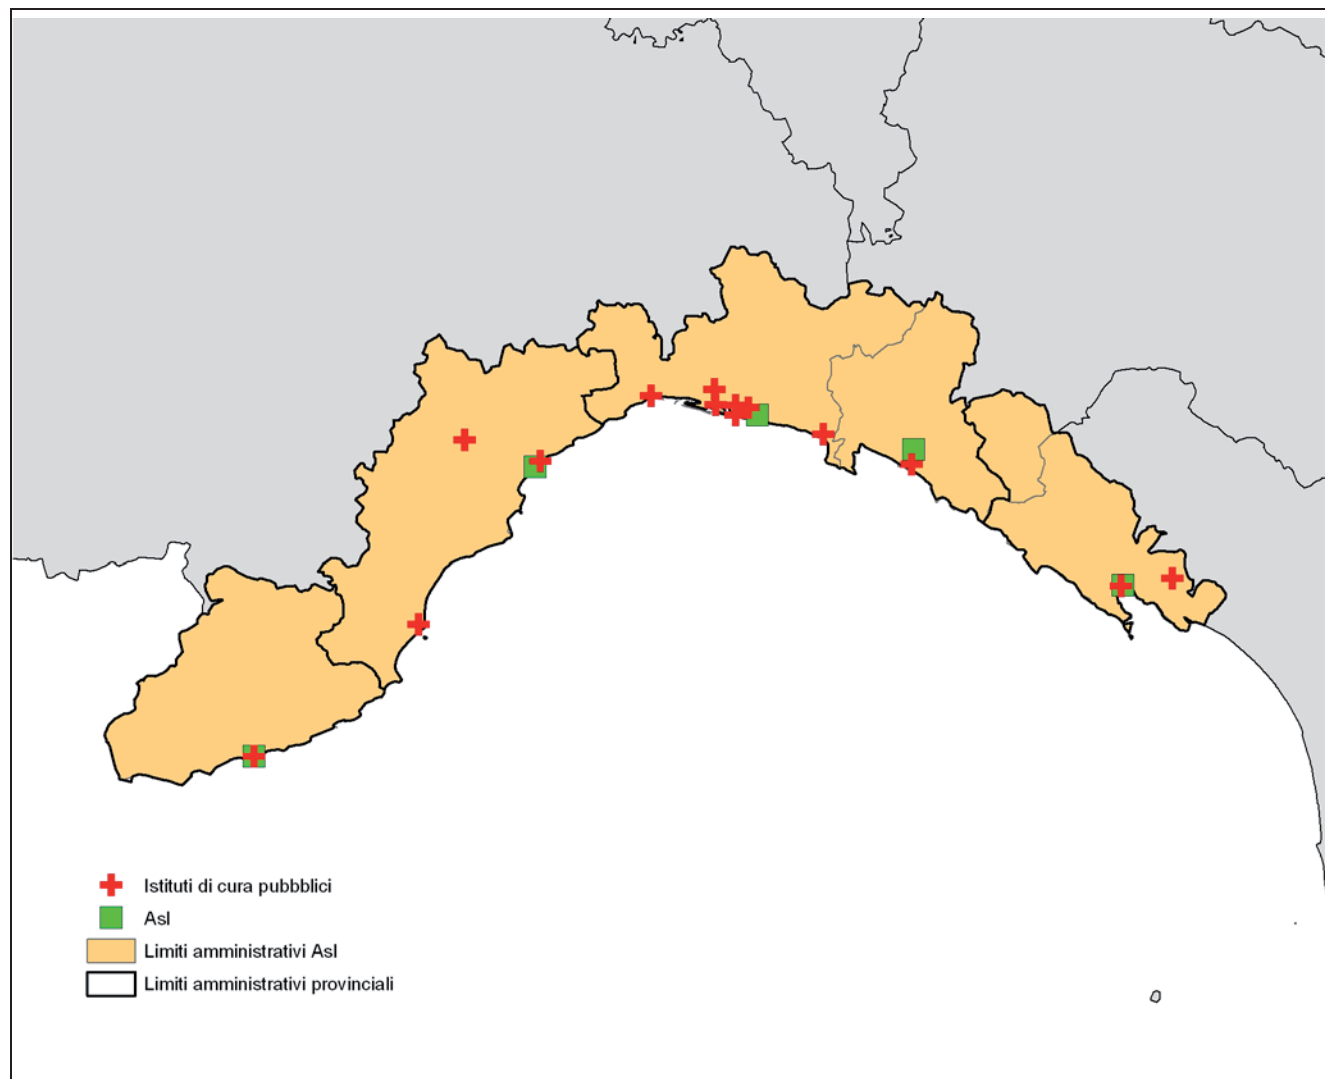 Istituti di cura pubbblici
Asl
Limiti amministrativi Asl
Limiti amministrativi provinciali